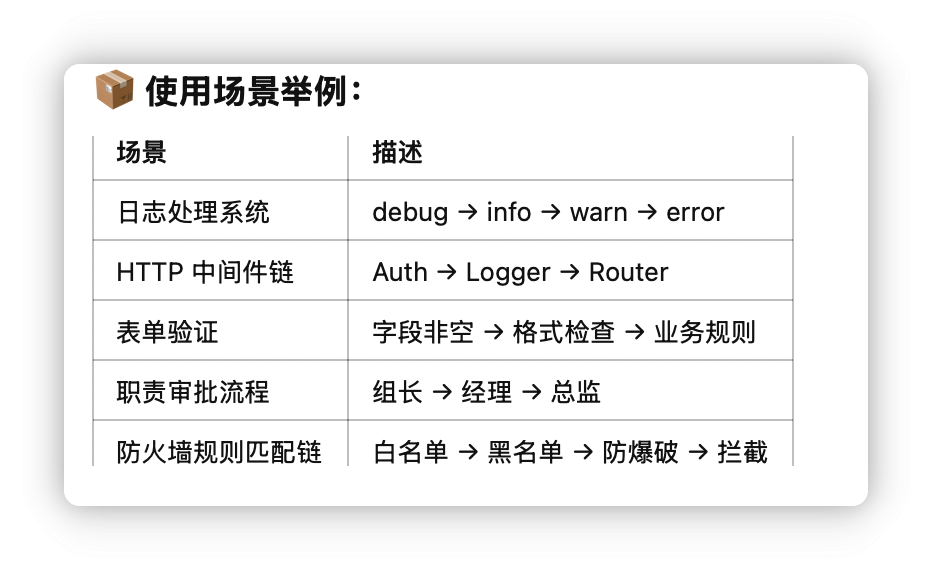 📦 使用场景举例：
场景 描述
日志处理系统 debug → info → warn → error
HTTP 中间件链 Auth → Logger → Router
表单验证 字段非空 → 格式检查 → 业务规则
职责审批流程 组长 → 经理 → 总监
防火墙规则匹配链 白名单 → 黑名单 → 防爆破 → 拦截